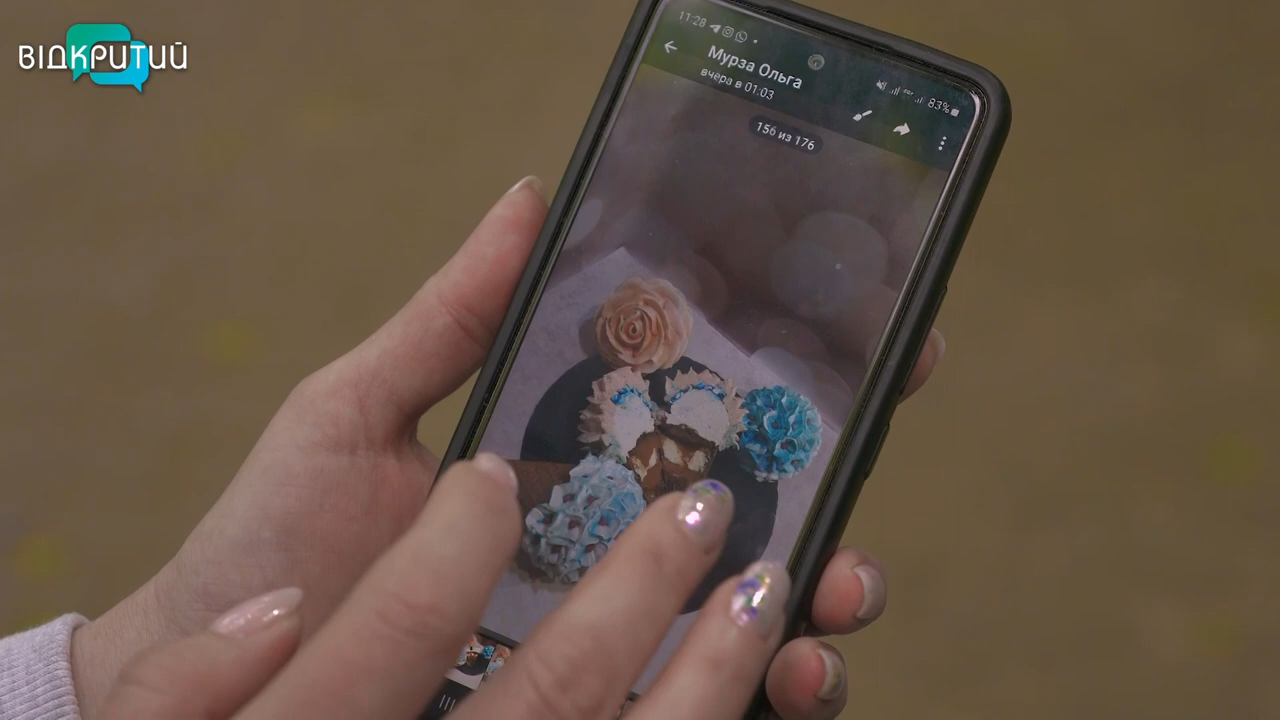 ВІДКРИТИЙ
11:28
83%
Мурза Ольга
вчера в 01:03
156 из 176